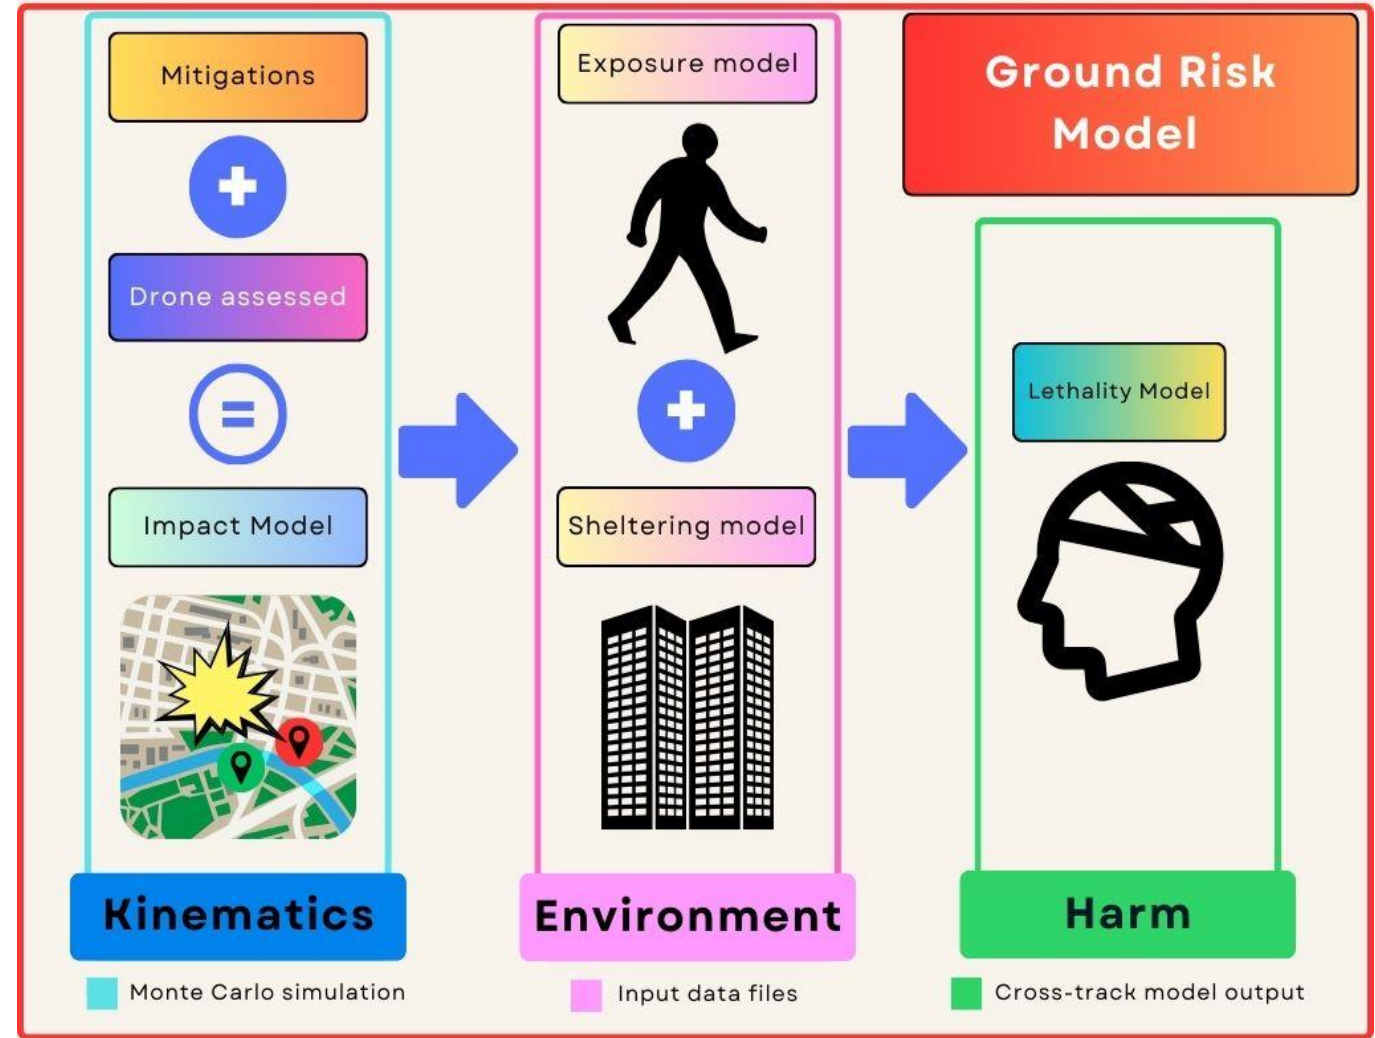 Mitigations
Drone assessed
Impact Model
Kinematics
Monte Carlo simulation
Exposure model
Sheltering model
Environment
Input data files
Ground Risk
Model
Lethality Model
Harm
Cross-track model output